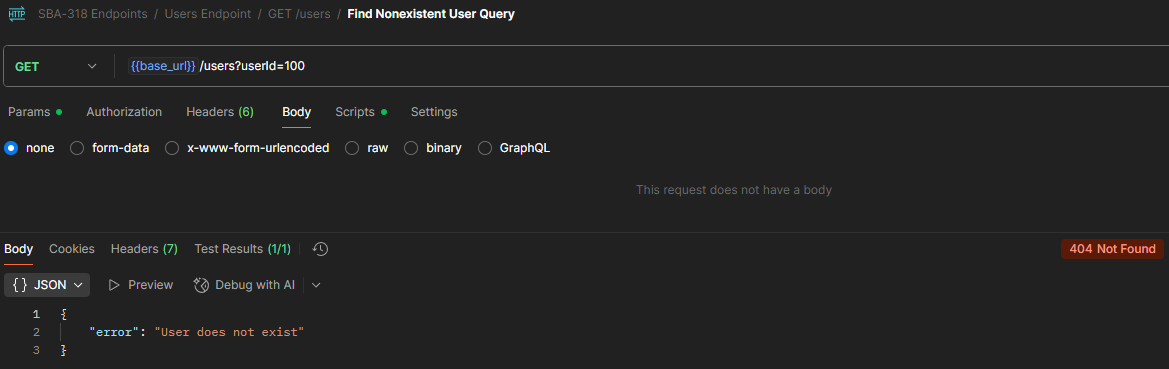 HTTP SBA-318 Endpoints / Users Endpoint / GET /users / Find Nonexistent User Query
GET {{base_url}}/users?userId=100
Params Authorization Headers (6) Body Scripts Settings
none form-data x-www-form-urlencoded raw binary GraphQL
This request does not have a body
Body Cookies Headers (7) Test Results (1/1) 404 Not Found
{} JSON Preview Debug with AI
1 {
2 "error": "User does not exist"
3 }